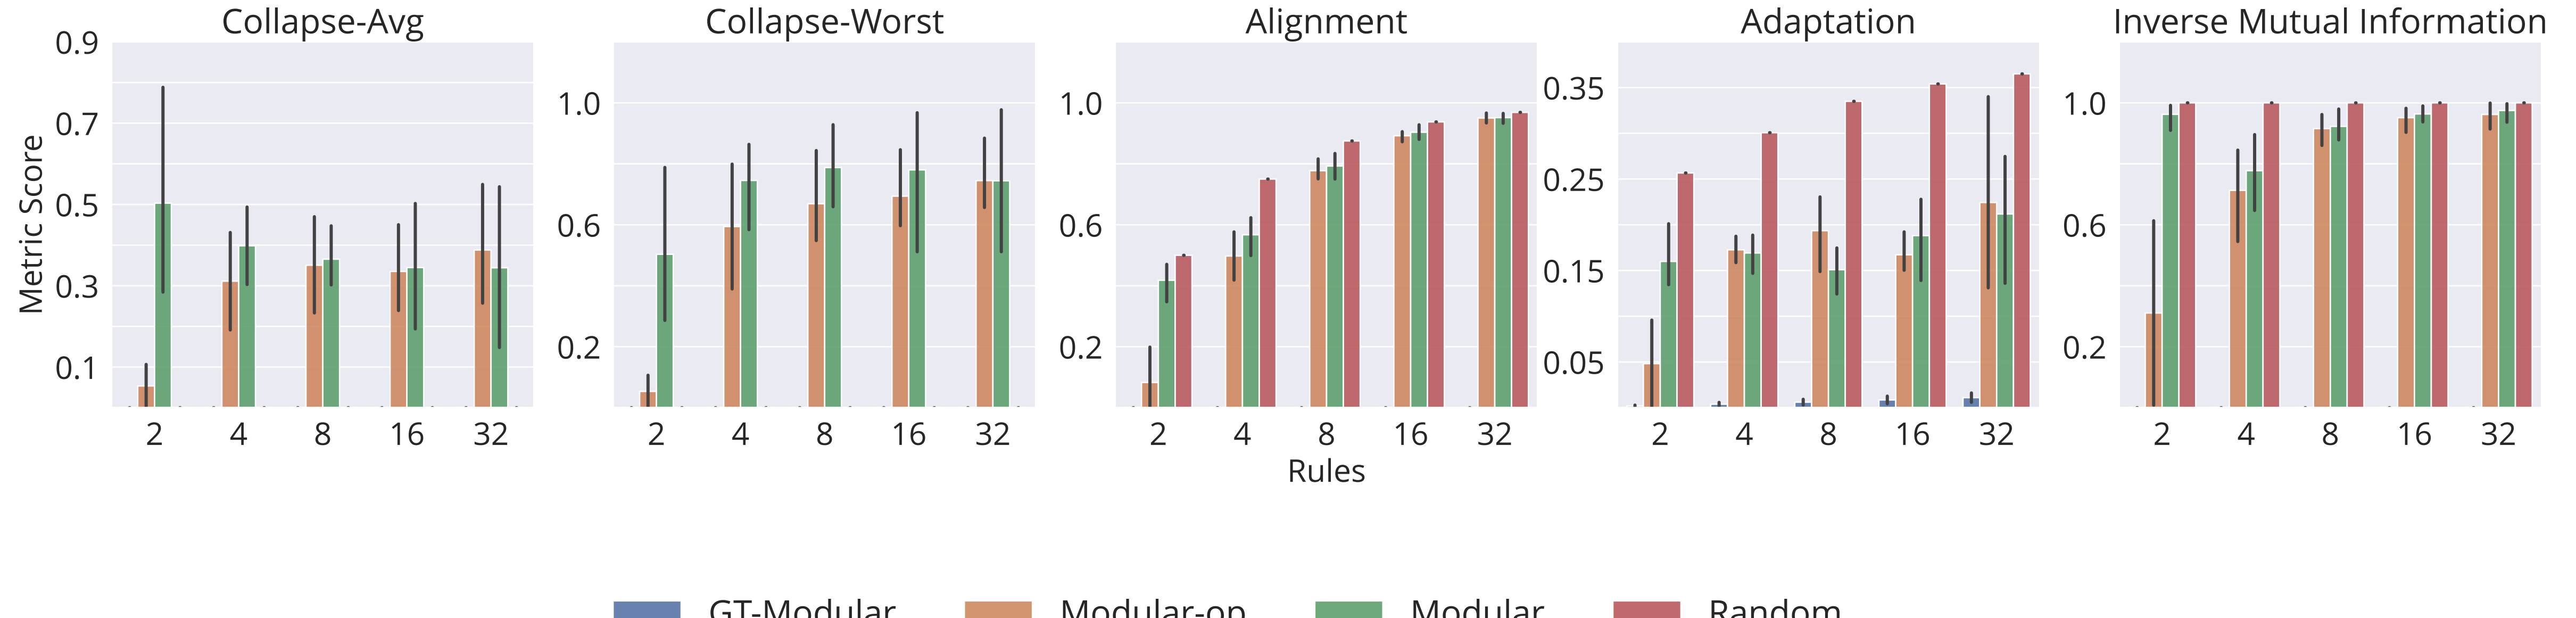 Collapse-Avg Collapse-Worst Alignment Adaptation Inverse Mutual Information
Metric Score
0.9
0.7
0.5
0.3
0.1
2 4 8 16 32
1.0
0.6
0.2
2 4 8 16 32
1.0
0.6
0.2
2 4 8 16 32
0.35
0.25
0.15
0.05
2 4 8 16 32
1.0
0.6
0.2
2 4 8 16 32
Rules
GT-Modular Modular-op Modular Random